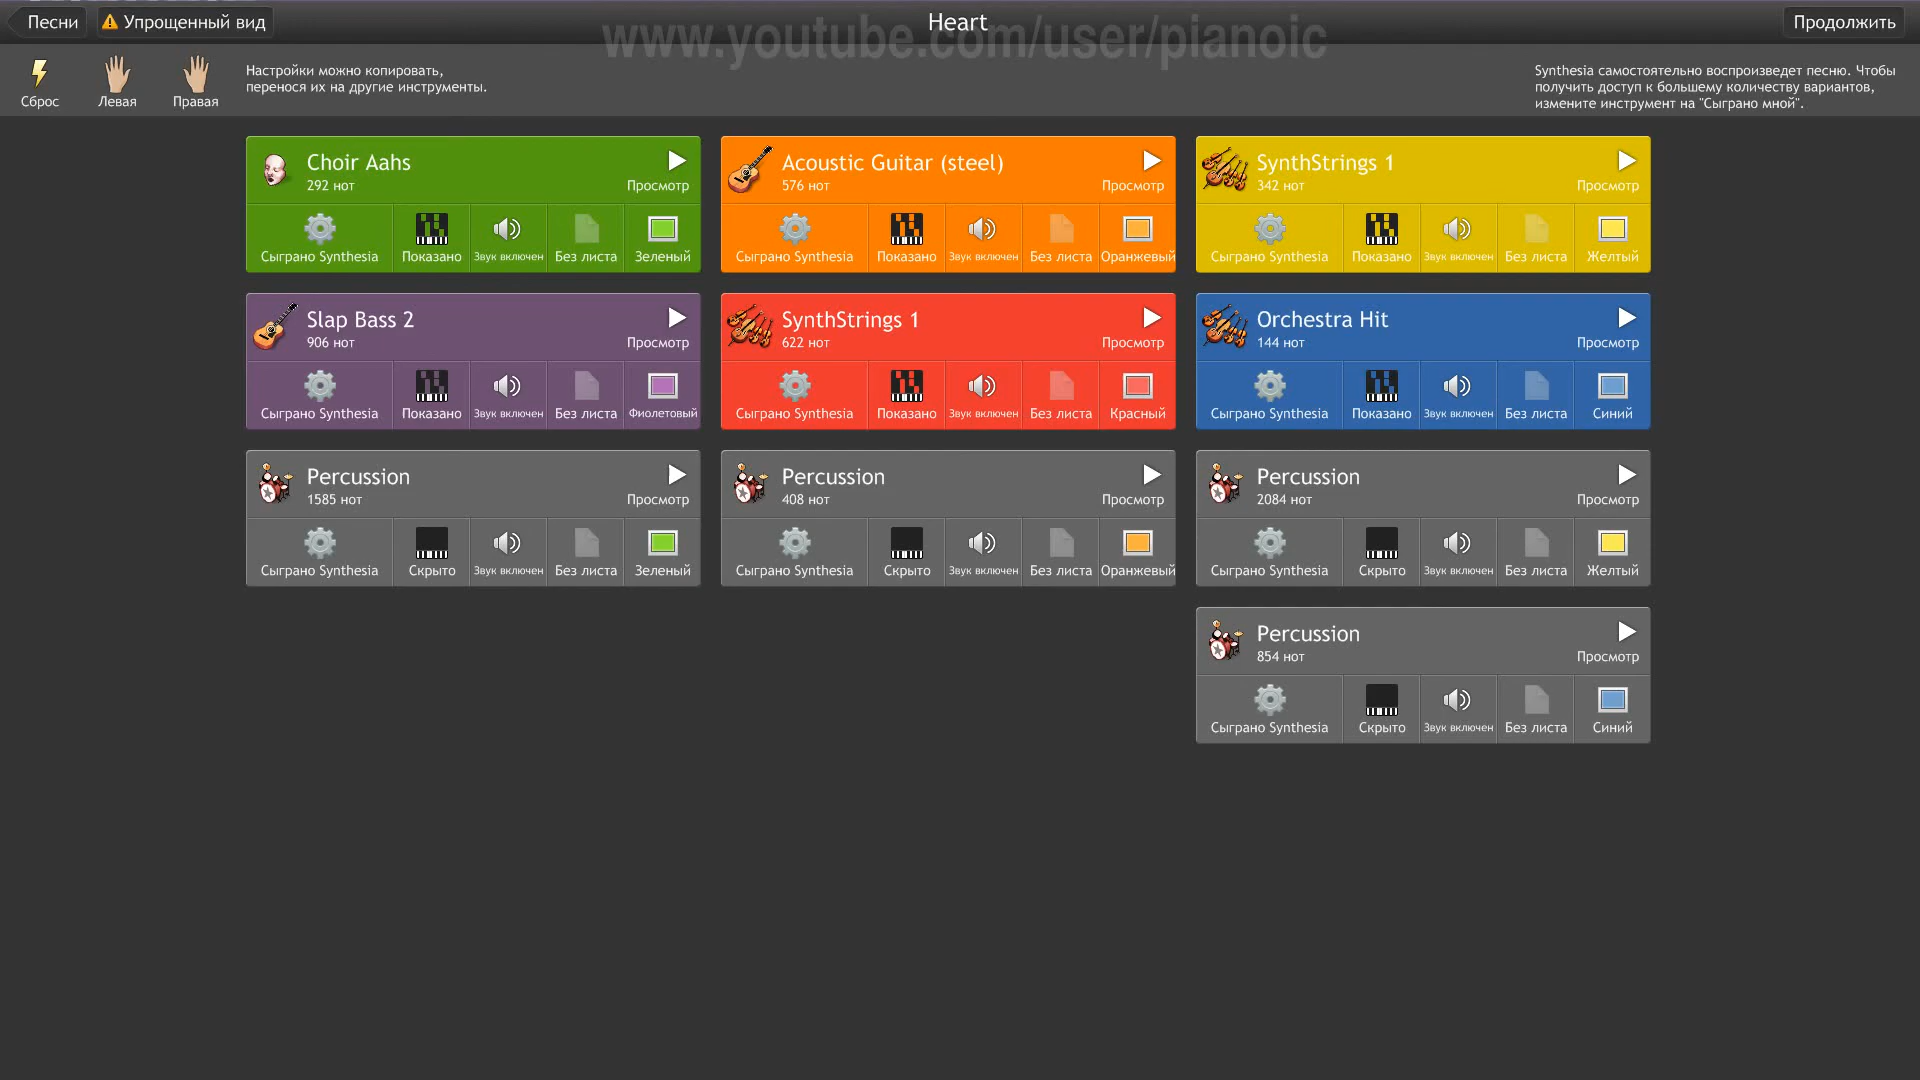 Песни
Упрощенный вид
Heart
www.youtube.com/user/pianoic
Продолжить
Сброс
Левая
Правая
Настройки можно копировать,
перенося их на другие инструменты.
Synthesia самостоятельно воспроизведет песню. Чтобы
получить доступ к большему количеству вариантов,
измените инструмент на "Сыграно мной".
Choir Aahs
292 нот
Просмотр
Сыграно Synthesia
Показано
Звук включен
Без листа
Зеленый
Acoustic Guitar (steel)
576 нот
Просмотр
Сыграно Synthesia
Показано
Звук включен
Без листа
Оранжевый
SynthStrings 1
342 нот
Просмотр
Сыграно Synthesia
Показано
Звук включен
Без листа
Желтый
Slap Bass 2
906 нот
Просмотр
Сыграно Synthesia
Показано
Звук включен
Без листа
Фиолетовый
SynthStrings 1
622 нот
Просмотр
Сыграно Synthesia
Показано
Звук включен
Без листа
Красный
Orchestra Hit
144 нот
Просмотр
Сыграно Synthesia
Показано
Звук включен
Без листа
Синий
Percussion
1585 нот
Просмотр
Сыграно Synthesia
Скрыто
Звук включен
Без листа
Зеленый
Percussion
408 нот
Просмотр
Сыграно Synthesia
Скрыто
Звук включен
Без листа
Оранжевый
Percussion
2084 нот
Просмотр
Сыграно Synthesia
Скрыто
Звук включен
Без листа
Желтый
Percussion
854 нот
Просмотр
Сыграно Synthesia
Скрыто
Звук включен
Без листа
Синий